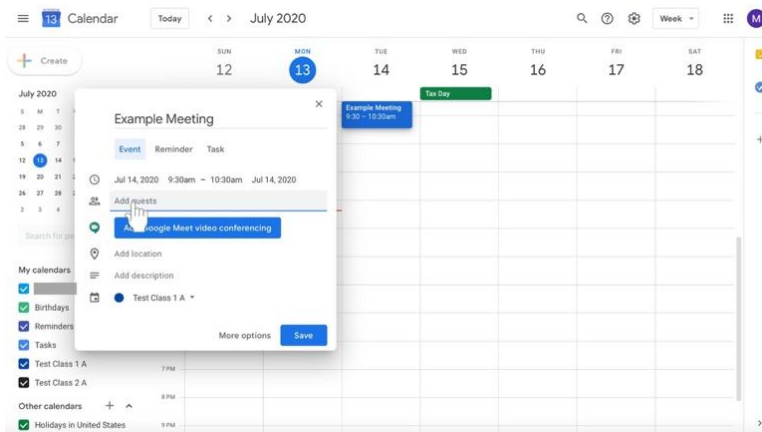 13 Calendar Today July 2020 Week M
Create
SUN MON TUE WED THU FRI SAT
12 13 14 15 16 17 18
Tax Day
Example Meeting
9:30 – 10:30am
July 2020
S M T
28 29 30
5 6 7
12 13 14
19 20 21
26 27 28
2 3 4
My calendars
Birthdays
Reminders
Tasks
Test Class 1 A
Test Class 2 A
Other calendars
Holidays in United States
Example Meeting
Event Reminder Task
Jul 14, 2020 9:30am – 10:30am Jul 14, 2020
Add guests
Google Meet video conferencing
Add location
Add description
Test Class 1 A
More options Save
7 PM
8 PM
9 PM